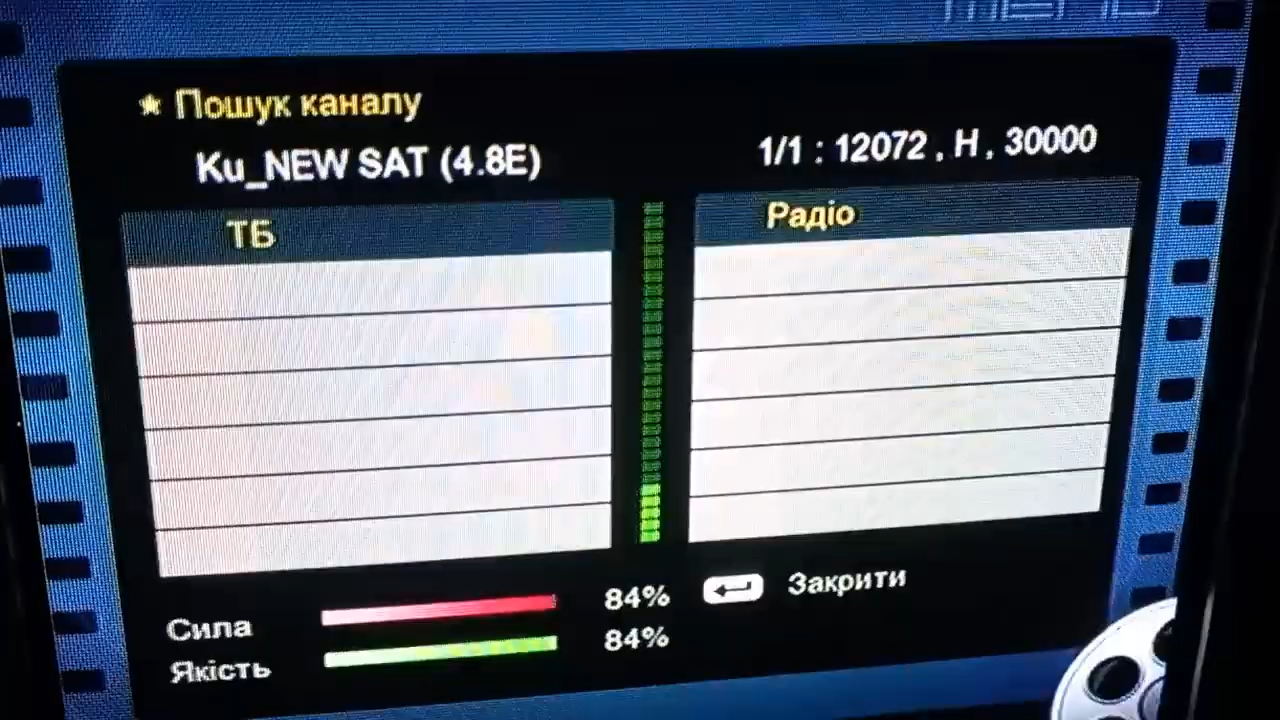 ★ Пошук каналу
Ku_NEW SAT (4.8E)
1/1 : 12072 , H , 30000
ТБ
Радіо
Сила 84%
Якість 84%
Закрити